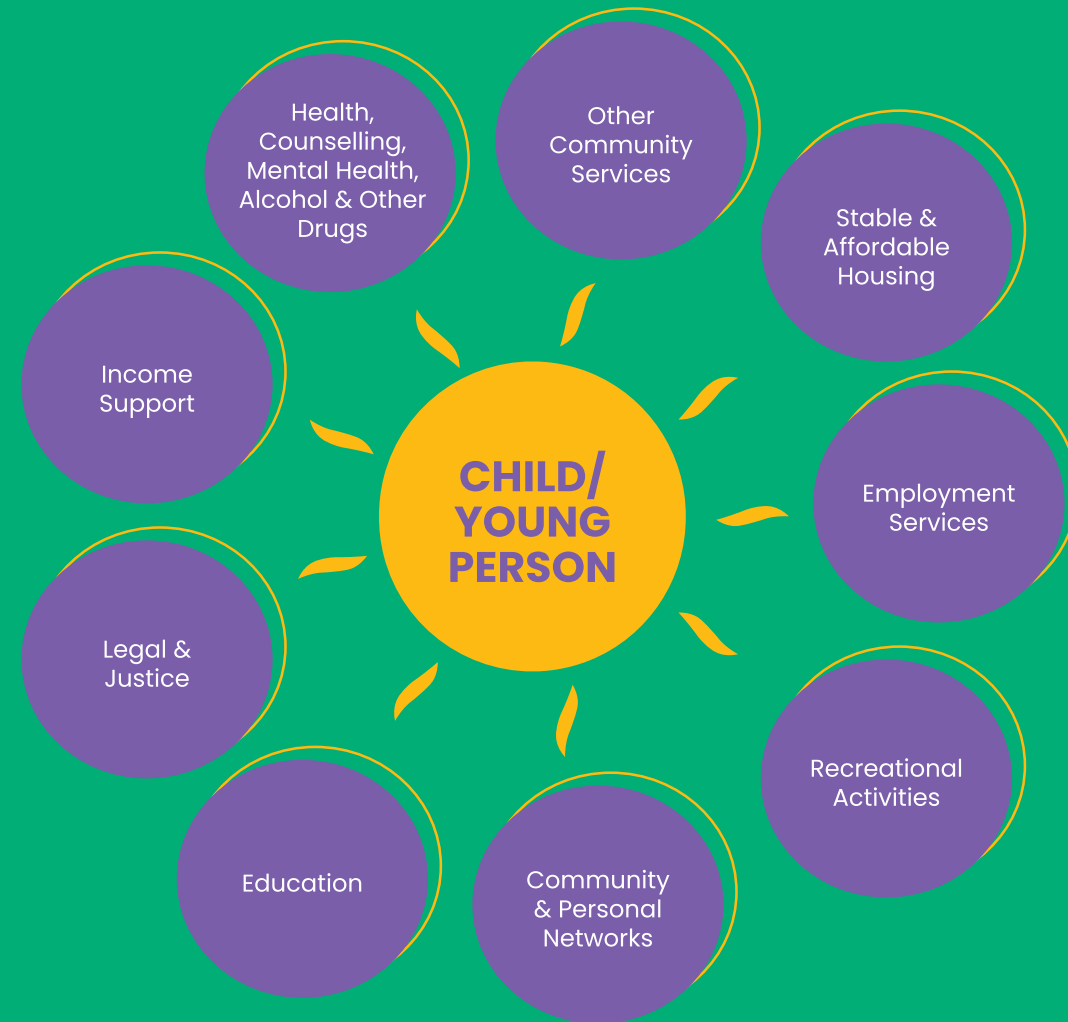 Health,
Counselling,
Mental Health,
Alcohol & Other
Drugs
Other
Community
Services
Stable &
Affordable
Housing
Income
Support
CHILD/
YOUNG
PERSON
Employment
Services
Legal &
Justice
Recreational
Activities
Education
Community
& Personal
Networks